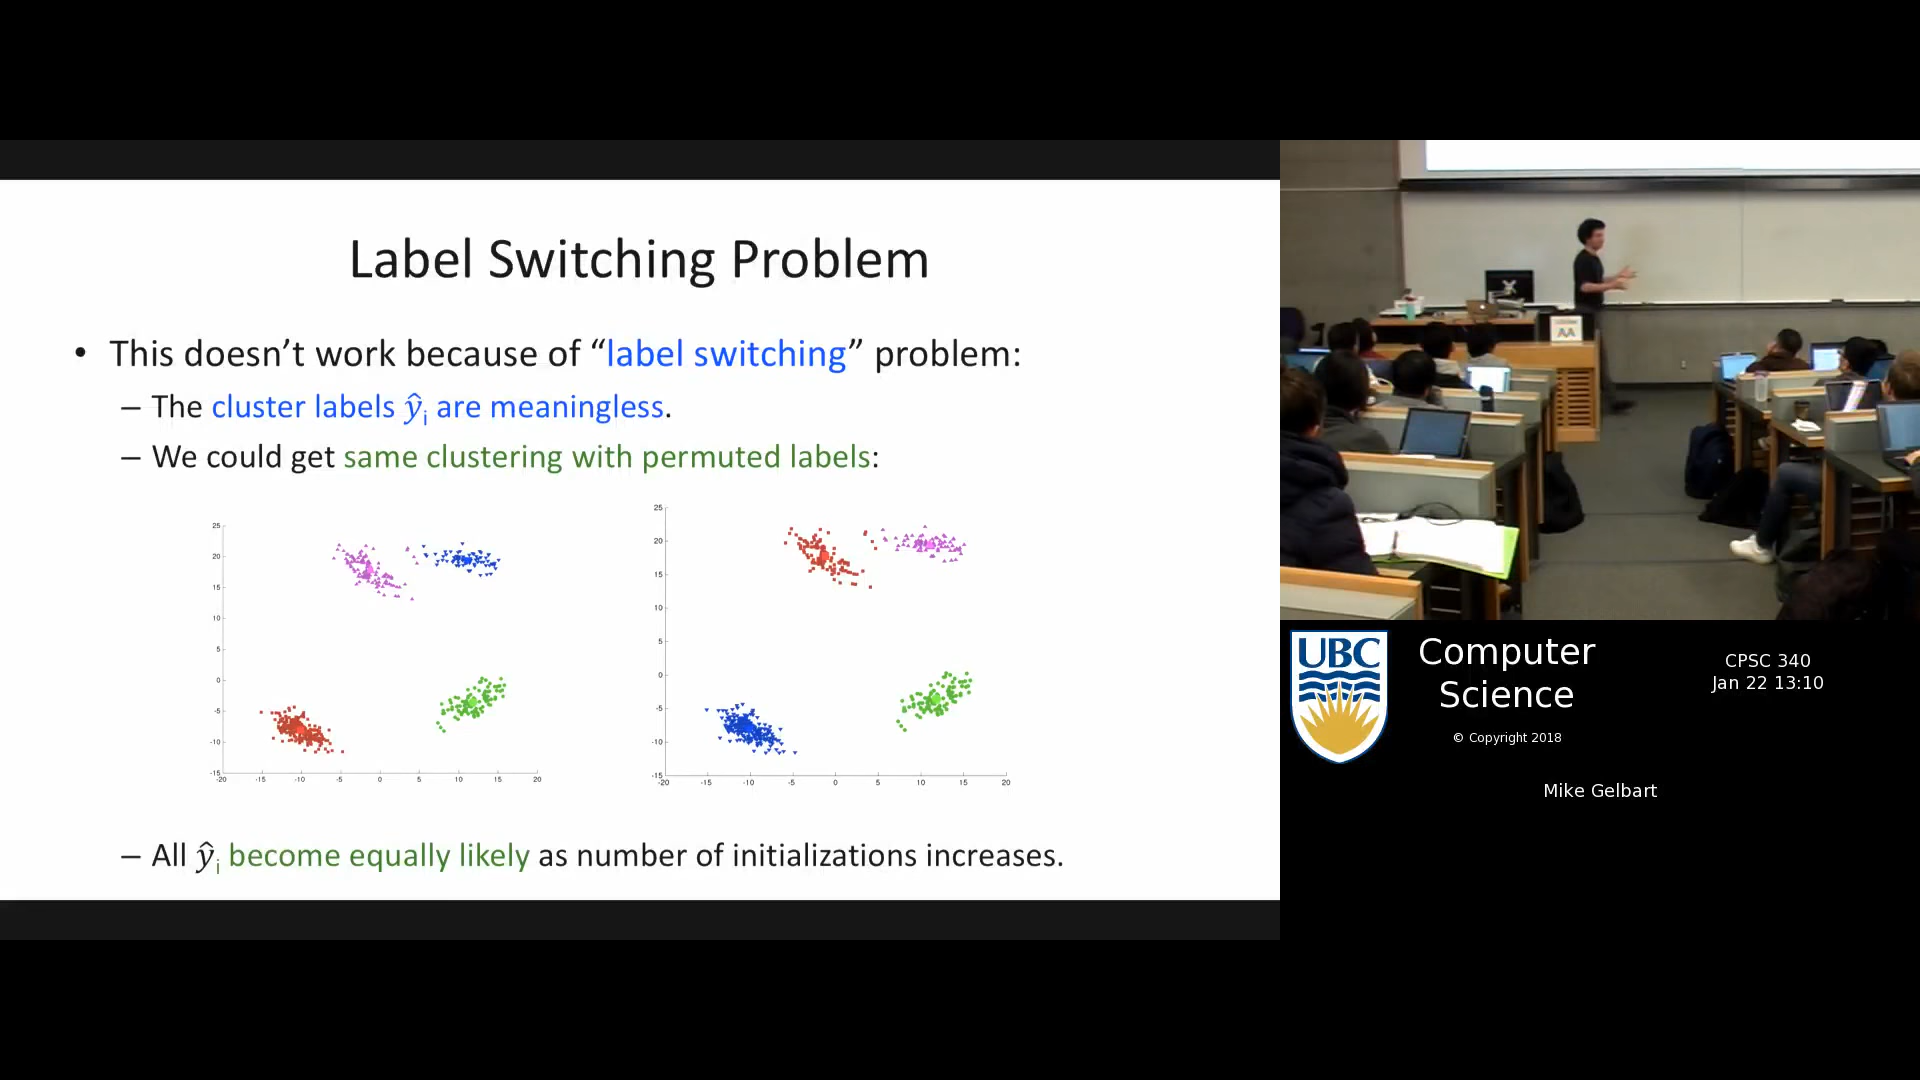 Label Switching Problem
• This doesn’t work because of “label switching” problem:
– The cluster labels ŷi are meaningless.
– We could get same clustering with permuted labels:
25
20
15
10
5
0
-5
-10
-15
-20 -15 -10 -5 0 5 10 15 20
25
20
15
10
5
0
-5
-10
-15
-20 -15 -10 -5 0 5 10 15 20
– All ŷi become equally likely as number of initializations increases.
UBC
Computer
Science
© Copyright 2018
CPSC 340
Jan 22 13:10
Mike Gelbart